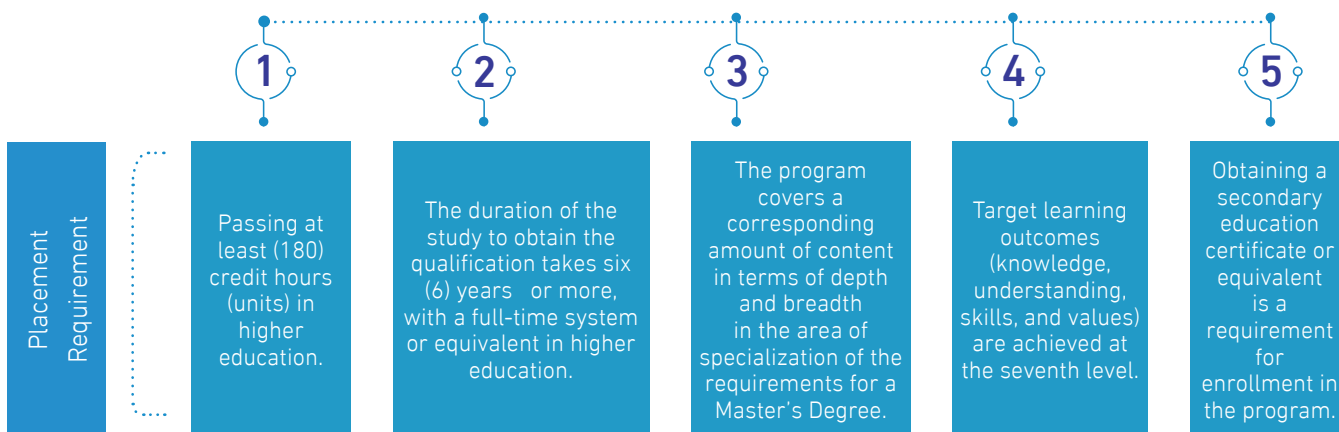 1
2
3
4
5
Placement
Requirement
Passing at
least (180)
credit hours
(units) in
higher
education.
The duration of the
study to obtain the
qualification takes six
(6) years or more,
with a full-time system
or equivalent in higher
education.
The program
covers a
corresponding
amount of content
in terms of depth
and breadth
in the area of
specialization of the
requirements for a
Master's Degree.
Target learning
outcomes
(knowledge,
understanding,
skills, and values)
are achieved at
the seventh level.
Obtaining a
secondary
education
certificate or
equivalent
is a
requirement
for
enrollment in
the program.